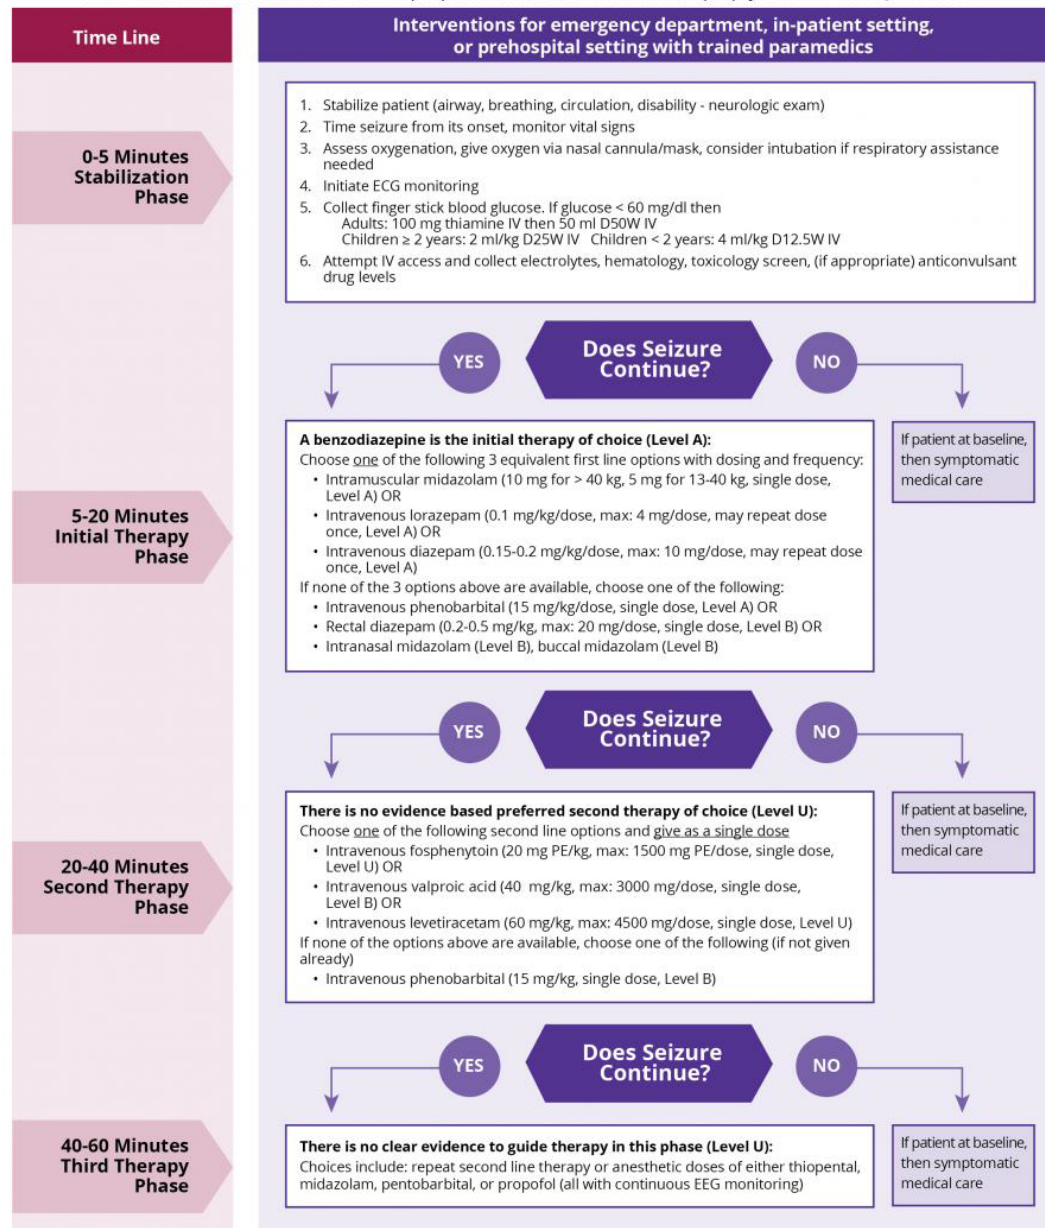 Time Line
Interventions for emergency department, in-patient setting,
or prehospital setting with trained paramedics
0-5 Minutes
Stabilization
Phase
1. Stabilize patient (airway, breathing, circulation, disability - neurologic exam)
2. Time seizure from its onset, monitor vital signs
3. Assess oxygenation, give oxygen via nasal cannula/mask, consider intubation if respiratory assistance
needed
4. Initiate ECG monitoring
5. Collect finger stick blood glucose. If glucose < 60 mg/dl then
Adults: 100 mg thiamine IV then 50 ml D50W IV
Children ≥ 2 years: 2 ml/kg D25W IV Children < 2 years: 4 ml/kg D12.5W IV
6. Attempt IV access and collect electrolytes, hematology, toxicology screen, (if appropriate) anticonvulsant
drug levels
YES
Does Seizure
Continue?
NO
5-20 Minutes
Initial Therapy
Phase
A benzodiazepine is the initial therapy of choice (Level A):
Choose one of the following 3 equivalent first line options with dosing and frequency:
• Intramuscular midazolam (10 mg for > 40 kg, 5 mg for 13-40 kg, single dose,
Level A) OR
• Intravenous lorazepam (0.1 mg/kg/dose, max: 4 mg/dose, may repeat dose
once, Level A) OR
• Intravenous diazepam (0.15-0.2 mg/kg/dose, max: 10 mg/dose, may repeat dose
once, Level A)
If none of the 3 options above are available, choose one of the following:
• Intravenous phenobarbital (15 mg/kg/dose, single dose, Level A) OR
• Rectal diazepam (0.2-0.5 mg/kg, max: 20 mg/dose, single dose, Level B) OR
• Intranasal midazolam (Level B), buccal midazolam (Level B)
If patient at baseline,
then symptomatic
medical care
YES
Does Seizure
Continue?
NO
20-40 Minutes
Second Therapy
Phase
There is no evidence based preferred second therapy of choice (Level U):
Choose one of the following second line options and give as a single dose
• Intravenous fosphenytoin (20 mg PE/kg, max: 1500 mg PE/dose, single dose,
Level U) OR
• Intravenous valproic acid (40 mg/kg, max: 3000 mg/dose, single dose,
Level B) OR
• Intravenous levetiracetam (60 mg/kg, max: 4500 mg/dose, single dose, Level U)
If none of the options above are available, choose one of the following (if not given
already)
• Intravenous phenobarbital (15 mg/kg, single dose, Level B)
If patient at baseline,
then symptomatic
medical care
YES
Does Seizure
Continue?
NO
40-60 Minutes
Third Therapy
Phase
There is no clear evidence to guide therapy in this phase (Level U):
Choices include: repeat second line therapy or anesthetic doses of either thiopental,
midazolam, pentobarbital, or propofol (all with continuous EEG monitoring)
If patient at baseline,
then symptomatic
medical care